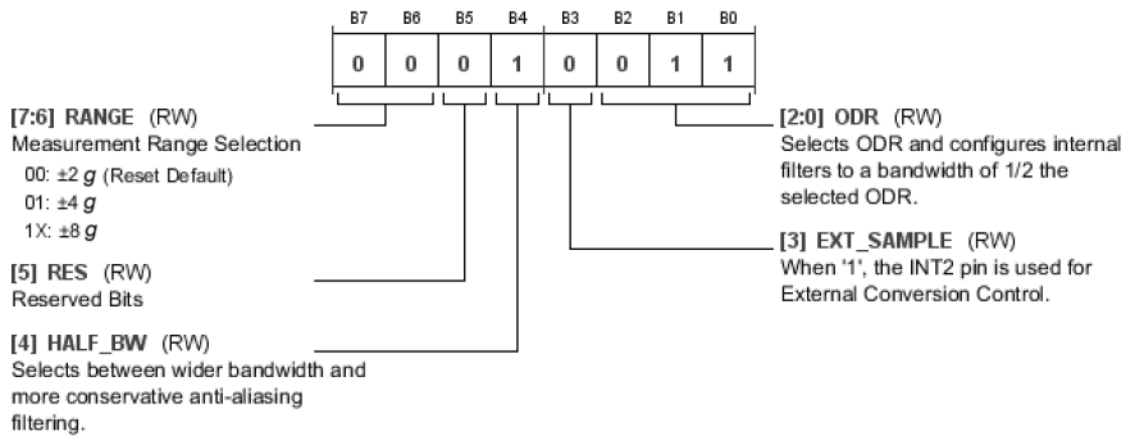 B7 B6 B5 B4 B3 B2 B1 B0
0 0 0 1 0 0 1 1
[7:6] RANGE (RW)
Measurement Range Selection
00: ±2 g (Reset Default)
01: ±4 g
1X: ±8 g
[5] RES (RW)
Reserved Bits
[4] HALF_BW (RW)
Selects between wider bandwidth and
more conservative anti-aliasing
filtering.
[2:0] ODR (RW)
Selects ODR and configures internal
filters to a bandwidth of 1/2 the
selected ODR.
[3] EXT_SAMPLE (RW)
When '1', the INT2 pin is used for
External Conversion Control.